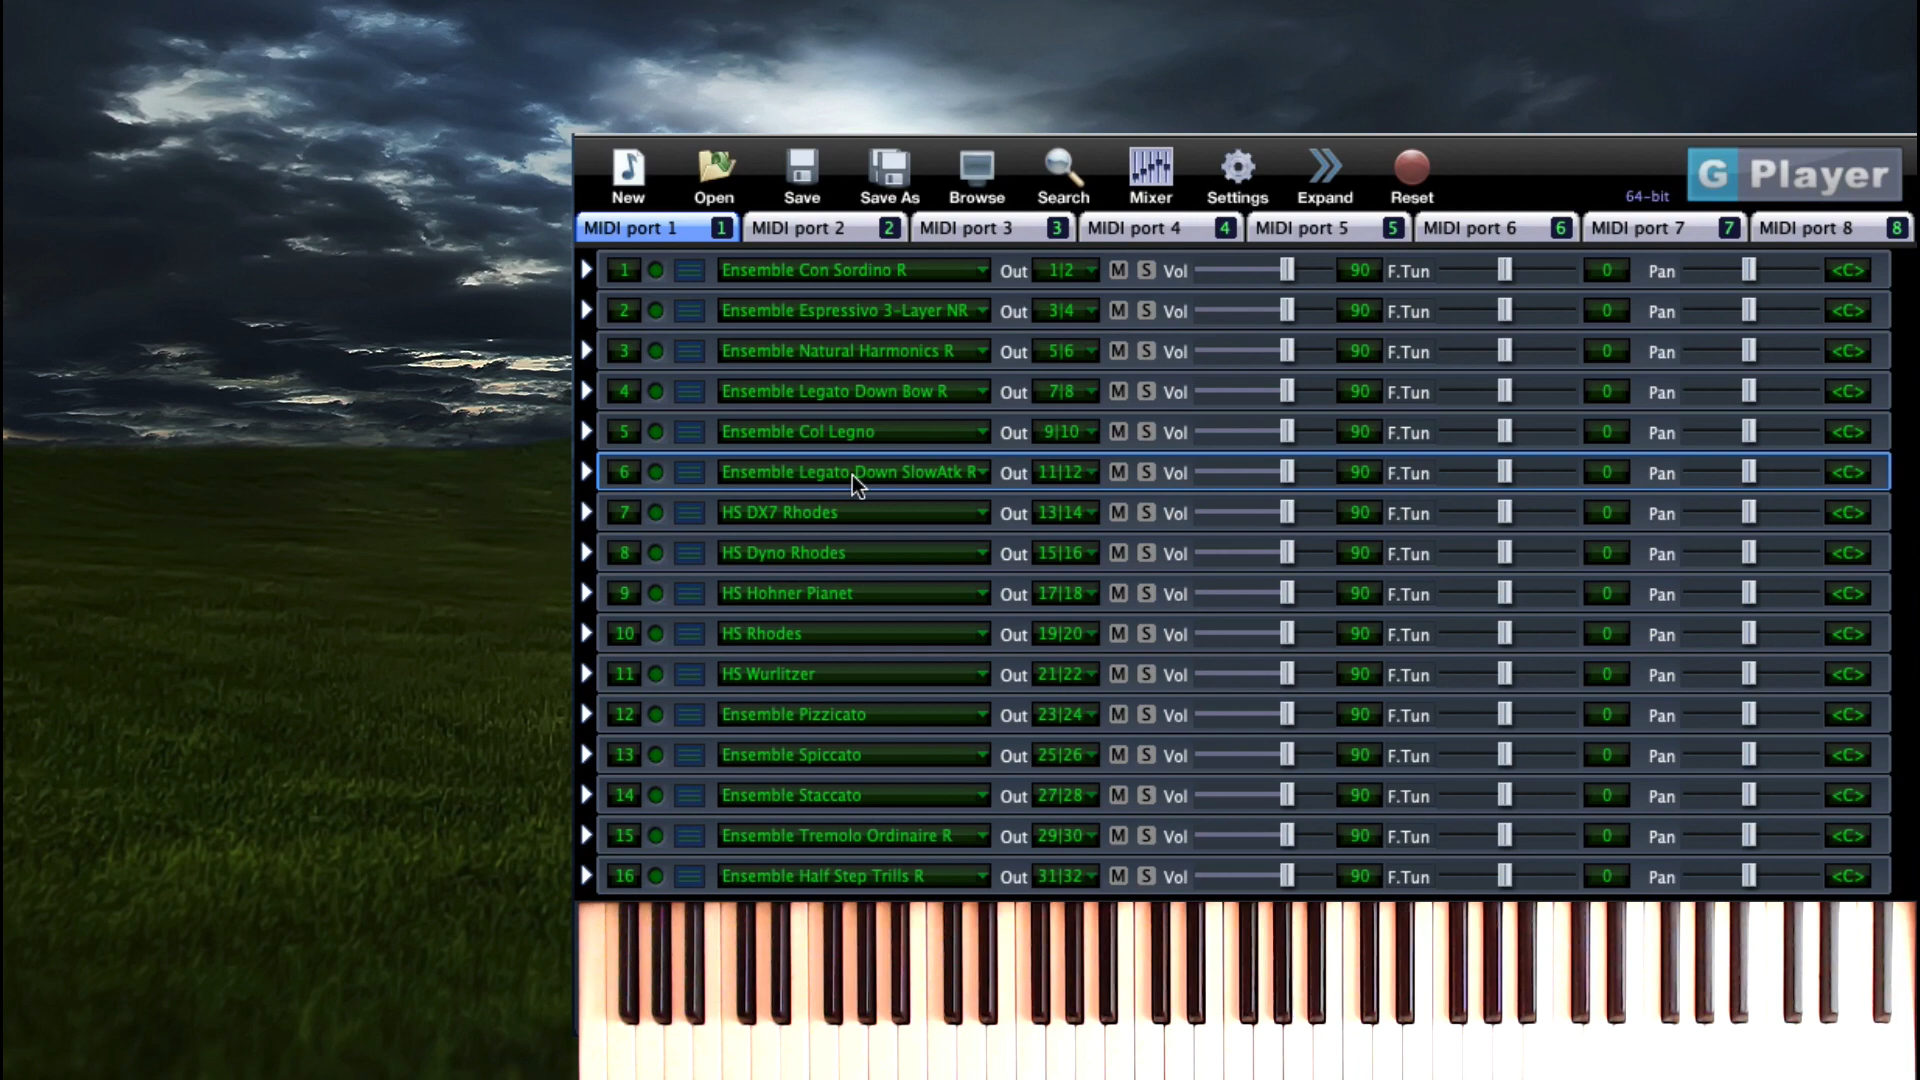 New Open Save Save As Browse Search Mixer Settings Expand Reset 64-bit G Player
MIDI port 1 1 MIDI port 2 2 MIDI port 3 3 MIDI port 4 4 MIDI port 5 5 MIDI port 6 6 MIDI port 7 7 MIDI port 8 8
1 Ensemble Con Sordino R Out 1|2 M S Vol 90 F.Tun 0 Pan <C>
2 Ensemble Espressivo 3-Layer NR Out 3|4 M S Vol 90 F.Tun 0 Pan <C>
3 Ensemble Natural Harmonics R Out 5|6 M S Vol 90 F.Tun 0 Pan <C>
4 Ensemble Legato Down Bow R Out 7|8 M S Vol 90 F.Tun 0 Pan <C>
5 Ensemble Col Legno Out 9|10 M S Vol 90 F.Tun 0 Pan <C>
6 Ensemble Legato Down SlowAtk R Out 11|12 M S Vol 90 F.Tun 0 Pan <C>
7 HS DX7 Rhodes Out 13|14 M S Vol 90 F.Tun 0 Pan <C>
8 HS Dyno Rhodes Out 15|16 M S Vol 90 F.Tun 0 Pan <C>
9 HS Hohner Pianet Out 17|18 M S Vol 90 F.Tun 0 Pan <C>
10 HS Rhodes Out 19|20 M S Vol 90 F.Tun 0 Pan <C>
11 HS Wurlitzer Out 21|22 M S Vol 90 F.Tun 0 Pan <C>
12 Ensemble Pizzicato Out 23|24 M S Vol 90 F.Tun 0 Pan <C>
13 Ensemble Spiccato Out 25|26 M S Vol 90 F.Tun 0 Pan <C>
14 Ensemble Staccato Out 27|28 M S Vol 90 F.Tun 0 Pan <C>
15 Ensemble Tremolo Ordinaire R Out 29|30 M S Vol 90 F.Tun 0 Pan <C>
16 Ensemble Half Step Trills R Out 31|32 M S Vol 90 F.Tun 0 Pan <C>